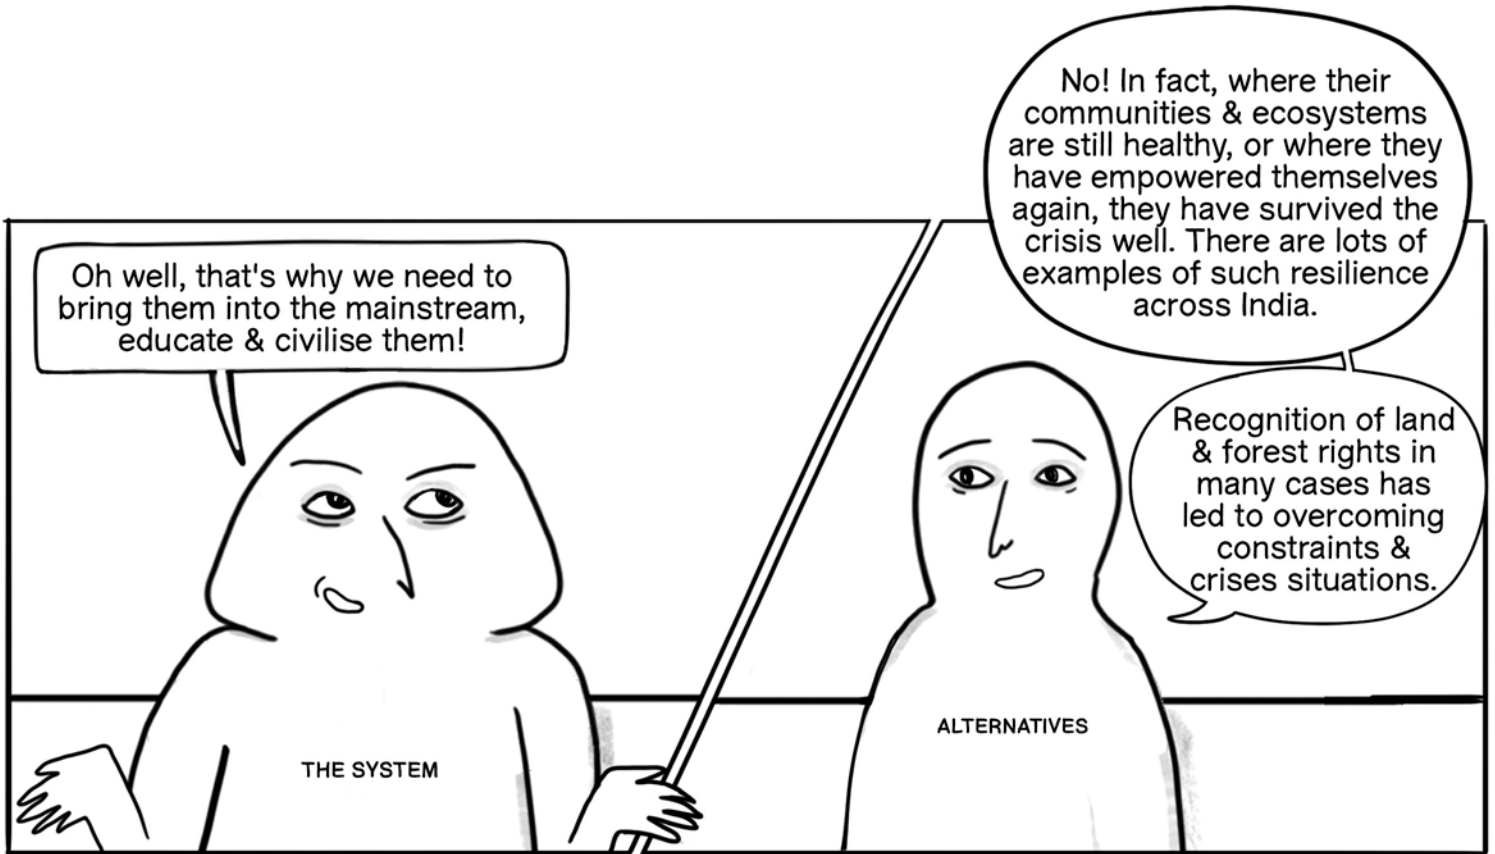 Oh well, that's why we need to
bring them into the mainstream,
educate & civilise them!
THE SYSTEM
No! In fact, where their
communities & ecosystems
are still healthy, or where they
have empowered themselves
again, they have survived the
crisis well. There are lots of
examples of such resilience
across India.
Recognition of land
& forest rights in
many cases has
led to overcoming
constraints &
crises situations.
ALTERNATIVES